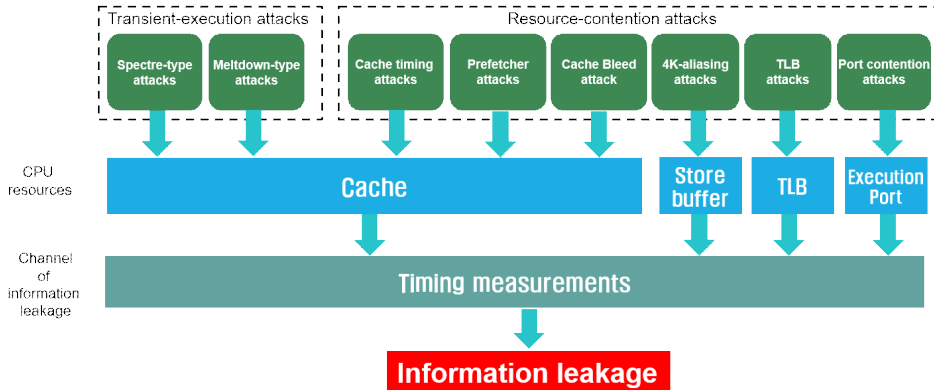 Transient-execution attacks
Resource-contention attacks
Spectre-type
attacks
Meltdown-type
attacks
Cache timing
attacks
Prefetcher
attacks
Cache Bleed
attack
4K-aliasing
attacks
TLB
attacks
Port contention
attacks
CPU
resources
Cache
Store
buffer
TLB
Execution
Port
Channel
of
information
leakage
Timing measurements
Information leakage